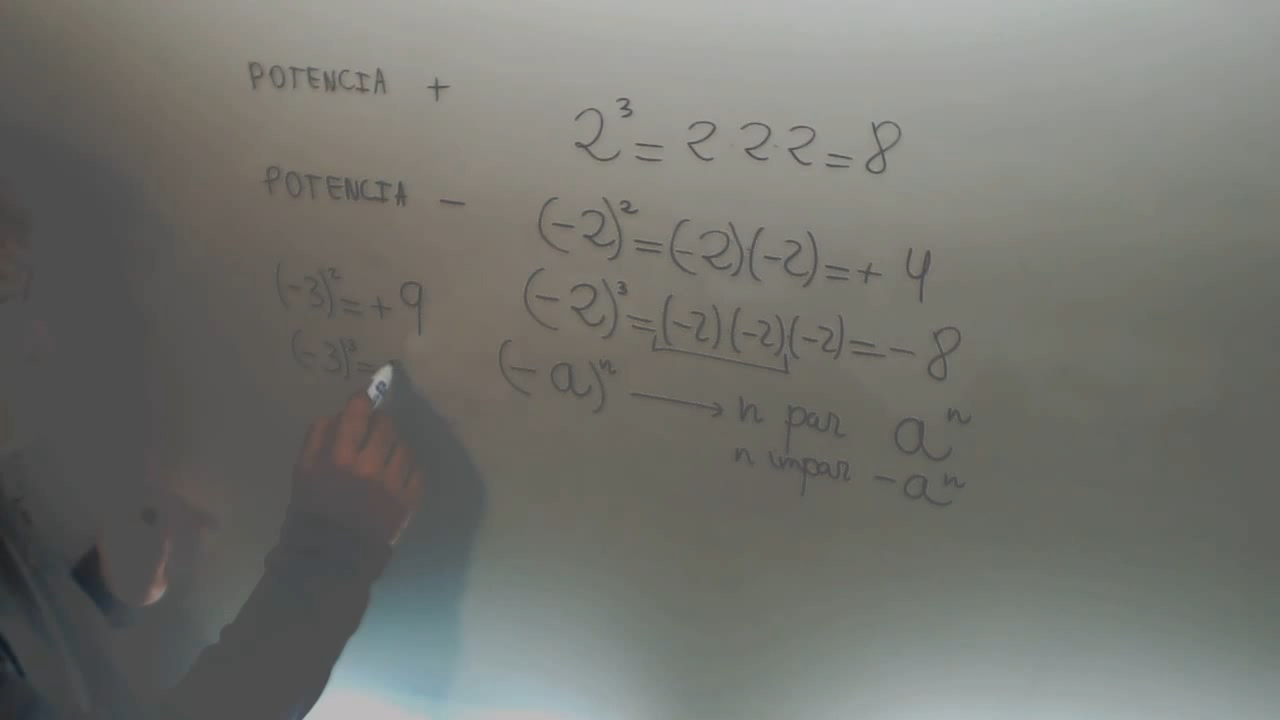 POTENCIA +
2³ = 2·2·2 = 8
POTENCIA −
(-2)² = (-2)(-2) = + 4
(-3)² = + 9
(-2)³ = (-2)(-2)(-2) = - 8
(-3)³ =
(-a)ⁿ ⟶ n par aⁿ
n impar -aⁿ